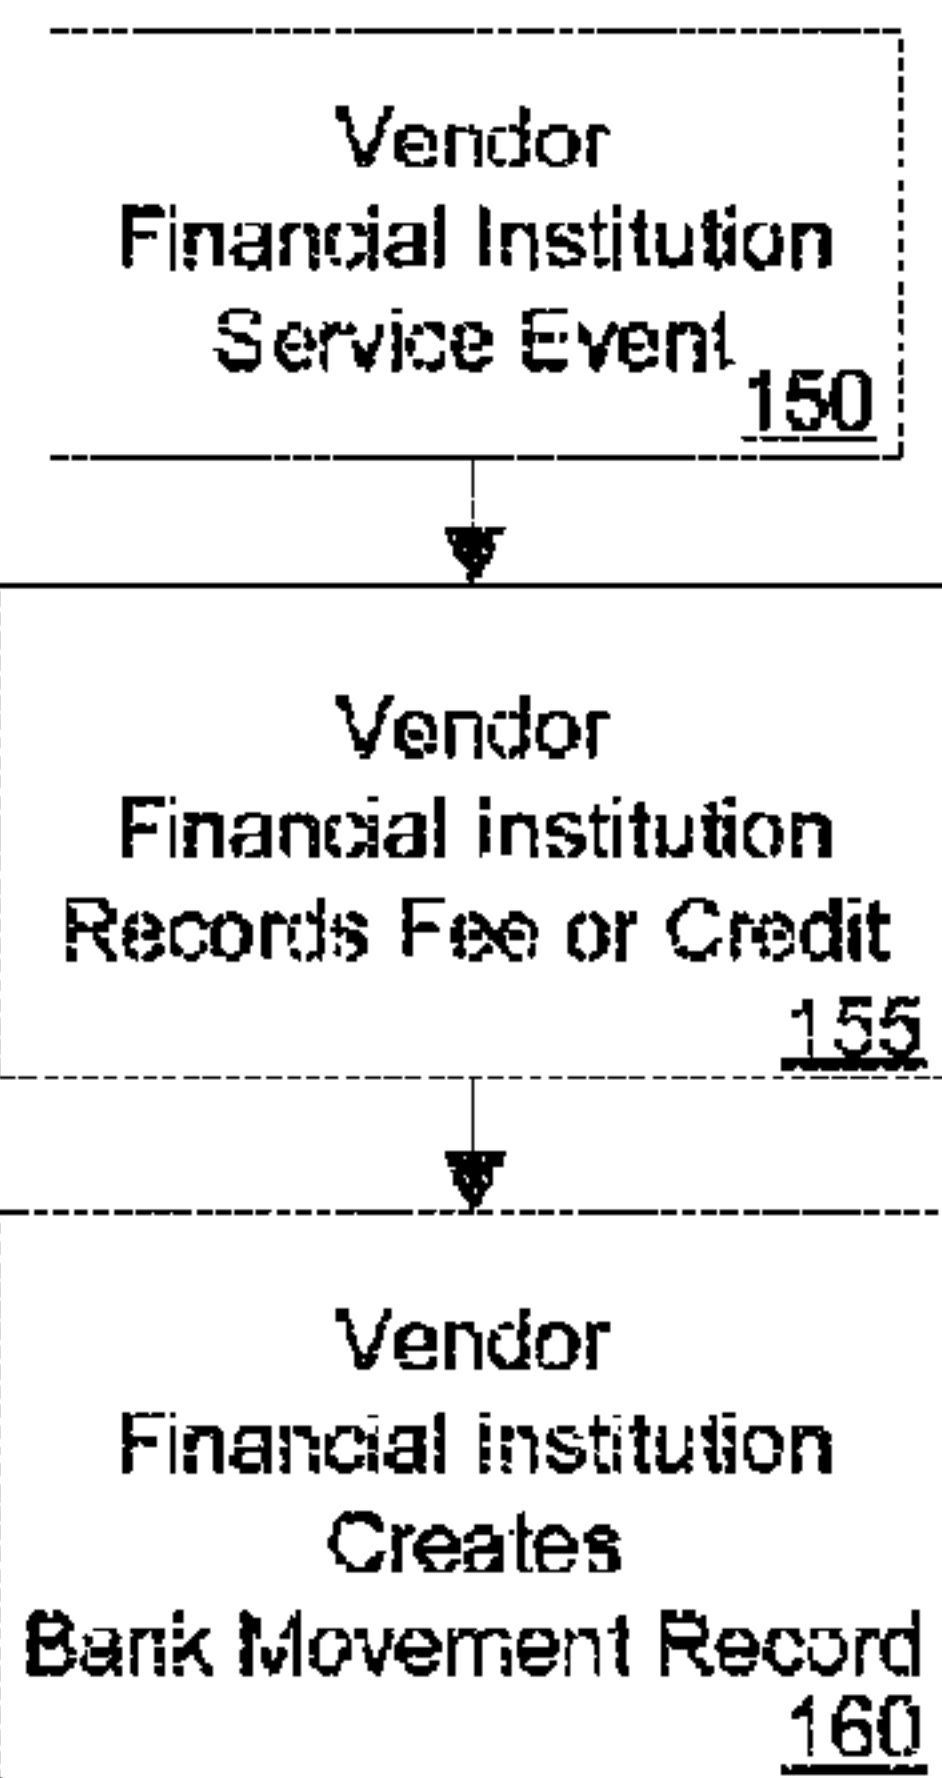 Vendor
Financial Institution
Service Event
150
Vendor
Financial institution
Records Fee or Credit
155
Vendor
Financial institution
Creates
Bank Movement Record
160